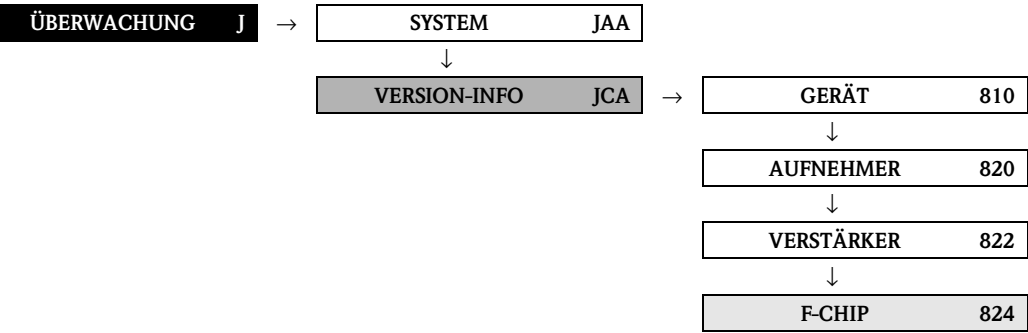 ÜBERWACHUNG J → SYSTEM JAA
↓
VERSION-INFO JCA → GERÄT 810
↓
AUFNEHMER 820
↓
VERSTÄRKER 822
↓
F-CHIP 824